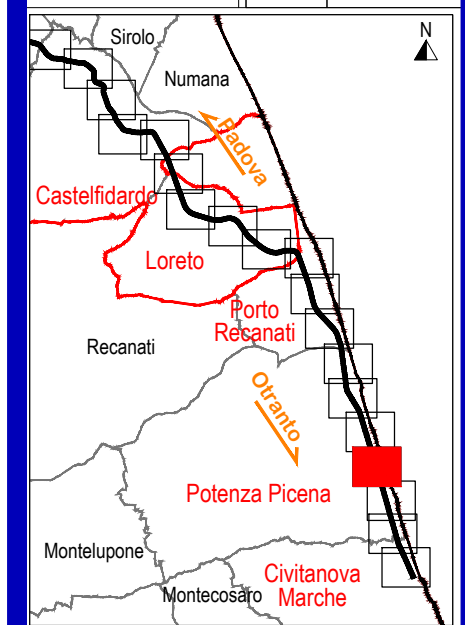 Sirolo
N
Numana
Padova
Castelfidardo
Loreto
Porto
Recanati
Recanati
Otranto
Potenza Picena
Montelupone
Civitanova
Marche
Montecosaro